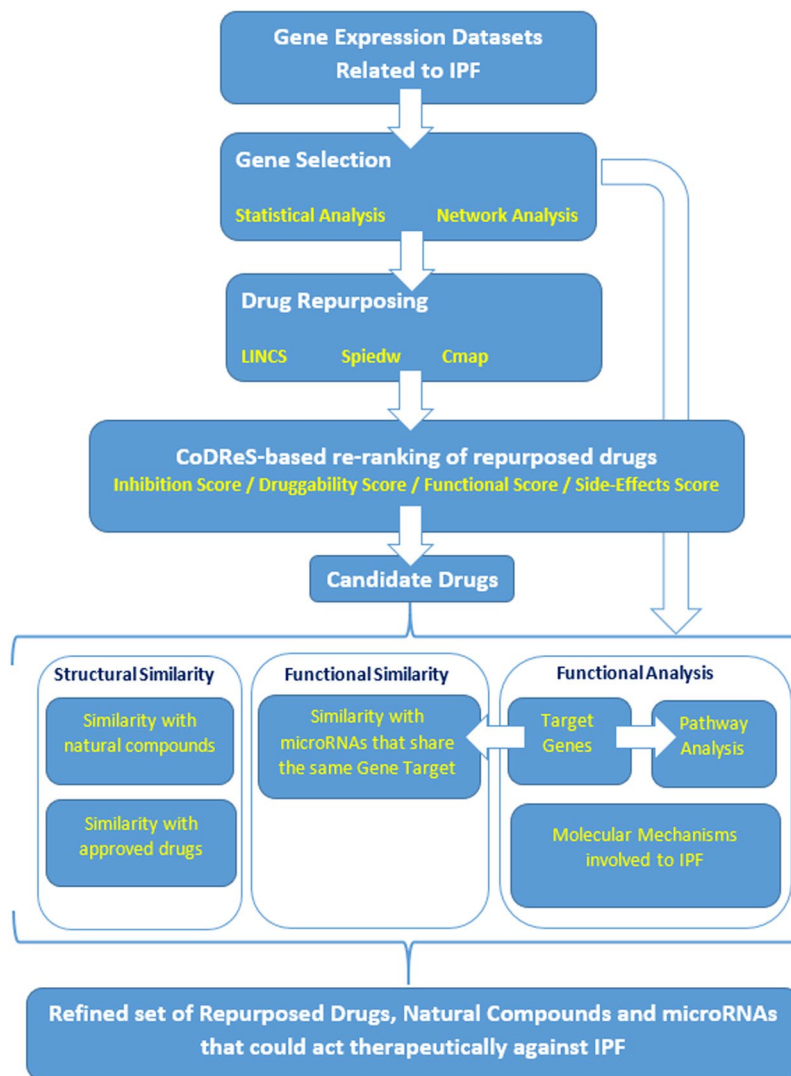 Gene Expression Datasets
Related to IPF
Gene Selection
Statistical Analysis Network Analysis
Drug Repurposing
LINCS Spiedw Cmap
CoDReS-based re-ranking of repurposed drugs
Inhibition Score / Druggability Score / Functional Score / Side-Effects Score
Candidate Drugs
Structural Similarity
Similarity with
natural compounds
Similarity with
approved drugs
Functional Similarity
Similarity with
microRNAs that share
the same Gene Target
Functional Analysis
Target
Genes
Pathway
Analysis
Molecular Mechanisms
involved to IPF
Refined set of Repurposed Drugs, Natural Compounds and microRNAs
that could act therapeutically against IPF